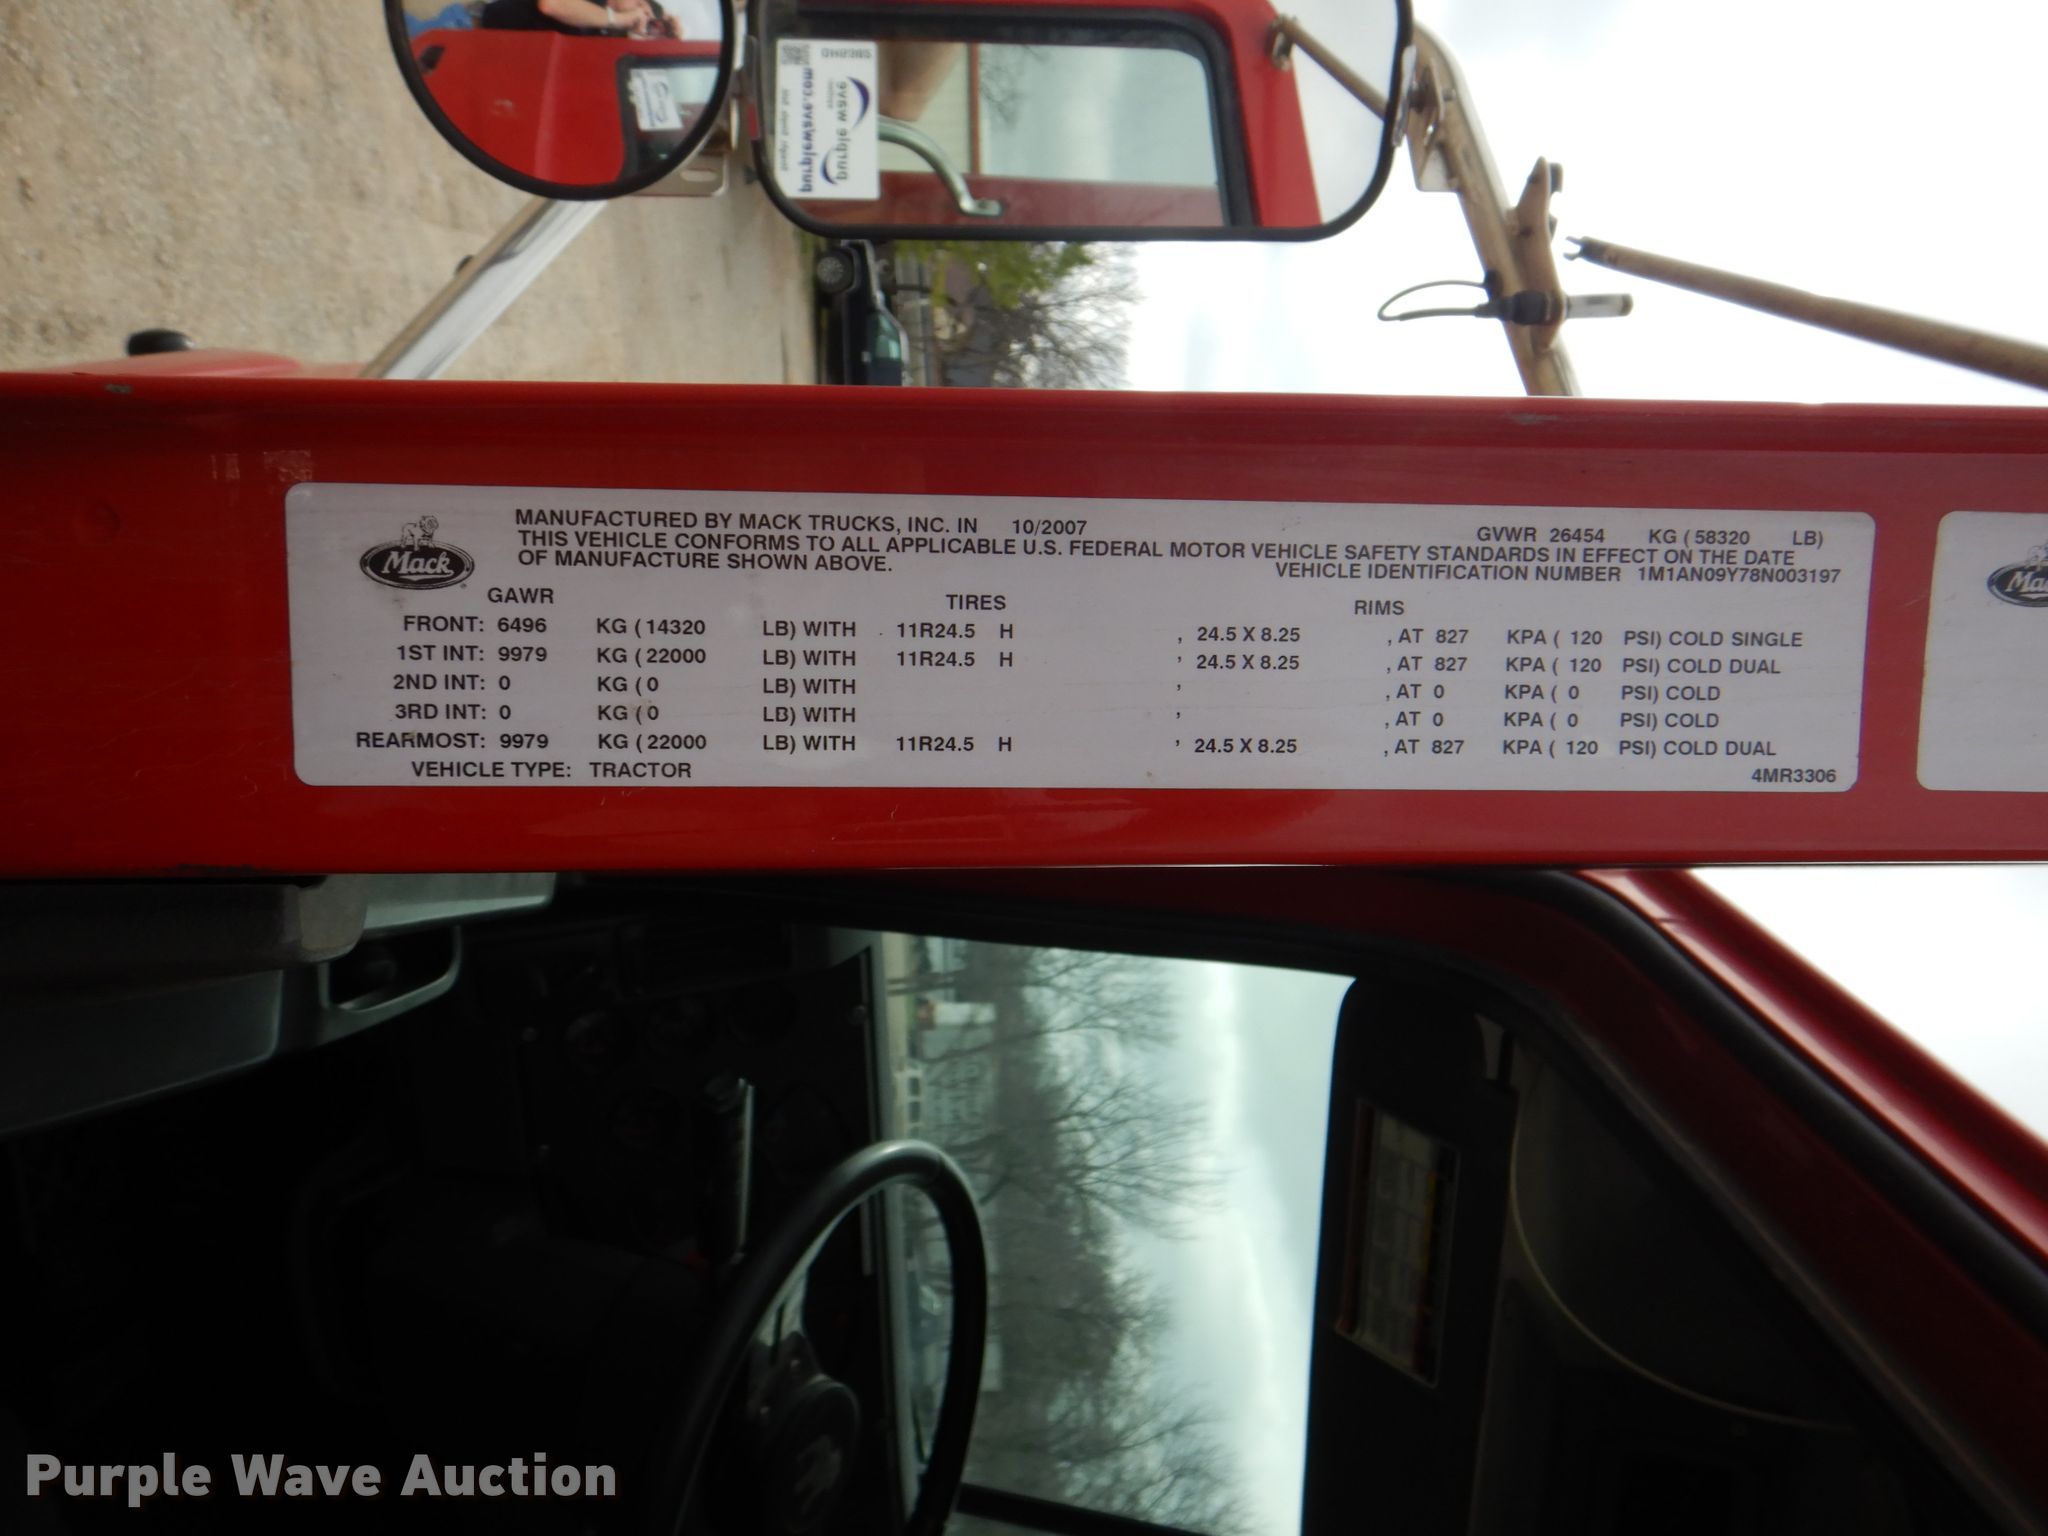 MANUFACTURED BY MACK TRUCKS, INC. IN 10/2007 GVWR 26454 KG (58320 LB)
THIS VEHICLE CONFORMS TO ALL APPLICABLE U.S. FEDERAL MOTOR VEHICLE SAFETY STANDARDS IN EFFECT ON THE DATE
OF MANUFACTURE SHOWN ABOVE. VEHICLE IDENTIFICATION NUMBER 1M1AN09Y78N003197
Mack
GAWR TIRES RIMS
FRONT: 6496 KG (14320 LB) WITH 11R24.5 H , 24.5 X 8.25 , AT 827 KPA ( 120 PSI) COLD SINGLE
1ST INT: 9979 KG (22000 LB) WITH 11R24.5 H , 24.5 X 8.25 , AT 827 KPA ( 120 PSI) COLD DUAL
2ND INT: 0 KG (0 LB) WITH , , AT 0 KPA ( 0 PSI) COLD
3RD INT: 0 KG (0 LB) WITH , , AT 0 KPA ( 0 PSI) COLD
REARMOST: 9979 KG (22000 LB) WITH 11R24.5 H , 24.5 X 8.25 , AT 827 KPA ( 120 PSI) COLD DUAL
VEHICLE TYPE: TRACTOR 4MR3306
purple wave
purplewave.com
Purple Wave Auction